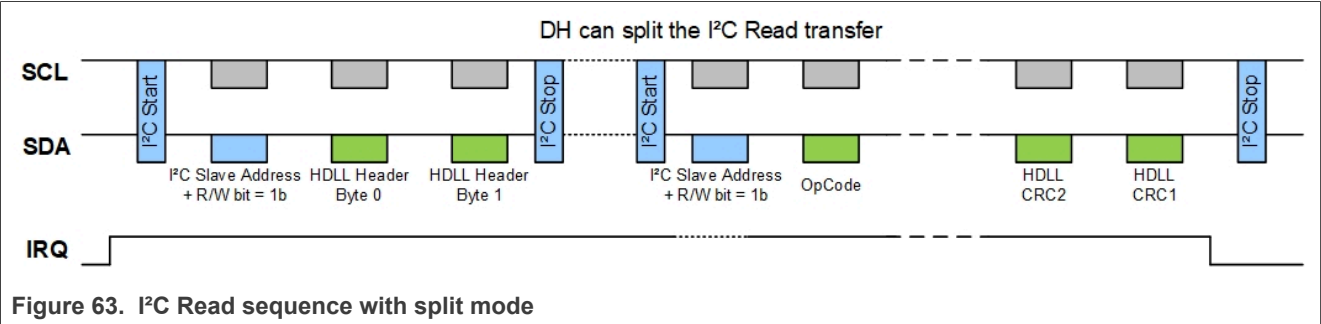 DH can split the I²C Read transfer
SCL
I²C Start
I²C Stop
I²C Start
I²C Stop
SDA
I²C Slave Address
+ R/W bit = 1b
HDLL Header
Byte 0
HDLL Header
Byte 1
I²C Slave Address
+ R/W bit = 1b
OpCode
HDLL
CRC2
HDLL
CRC1
IRQ
Figure 63. I²C Read sequence with split mode